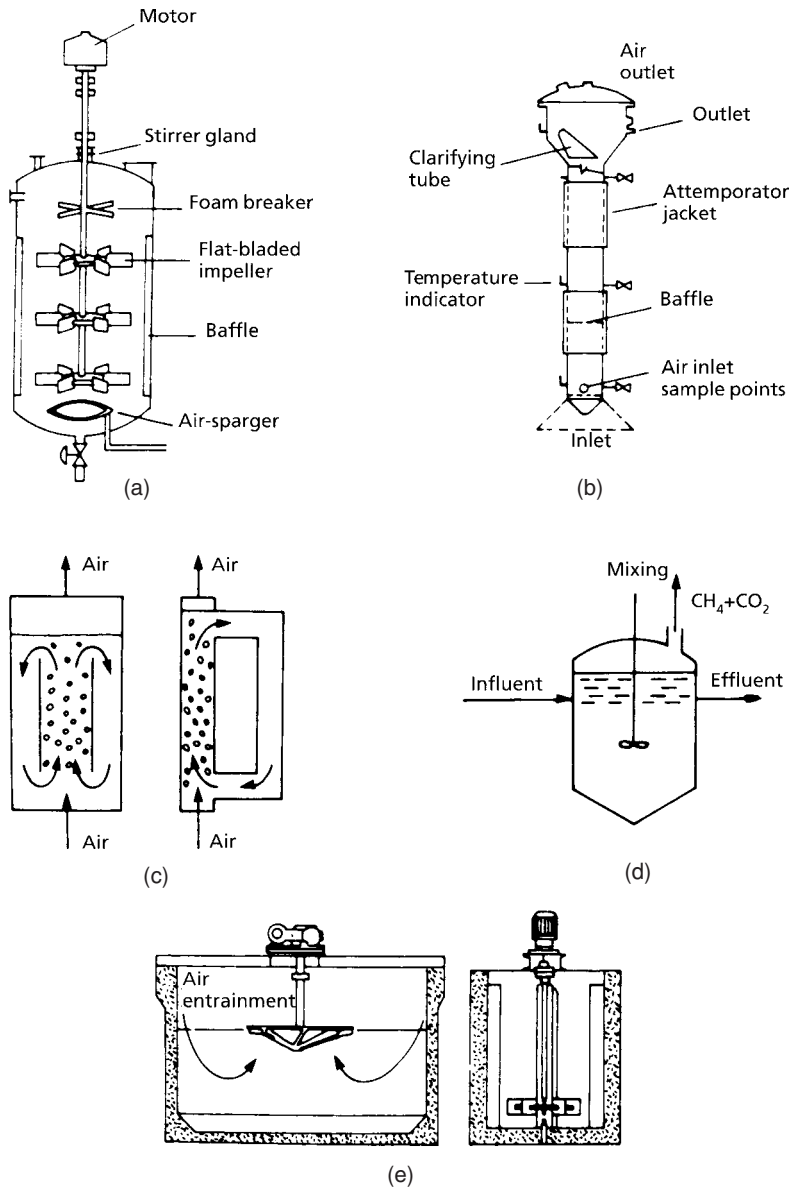 Motor
Stirrer gland
Foam breaker
Flat-bladed
impeller
Baffle
Air-sparger
(a)
Air
outlet
Outlet
Clarifying
tube
Attemporator
jacket
Temperature
indicator
Baffle
Air inlet
sample points
Inlet
(b)
Air
Air
Air
Air
(c)
Mixing
CH₄+CO₂
Influent
Effluent
(d)
Air
entrainment
(e)